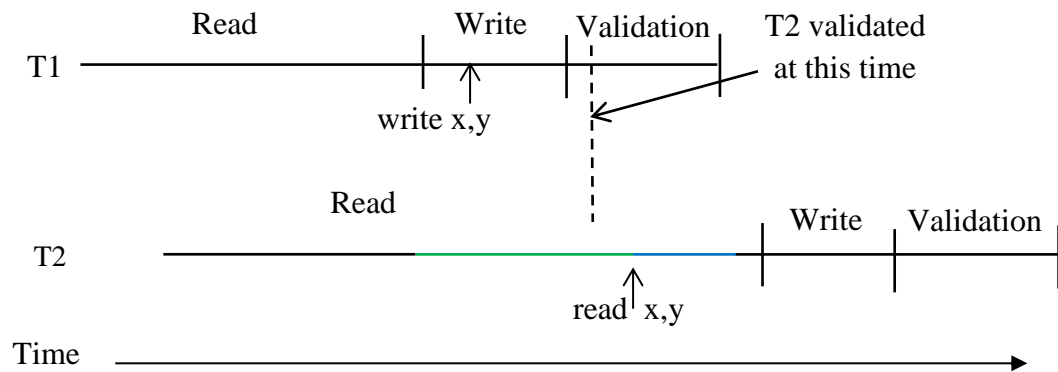 Read Write Validation T2 validated
T1 at this time
write x,y
Read
Write Validation
T2
read x,y
Time